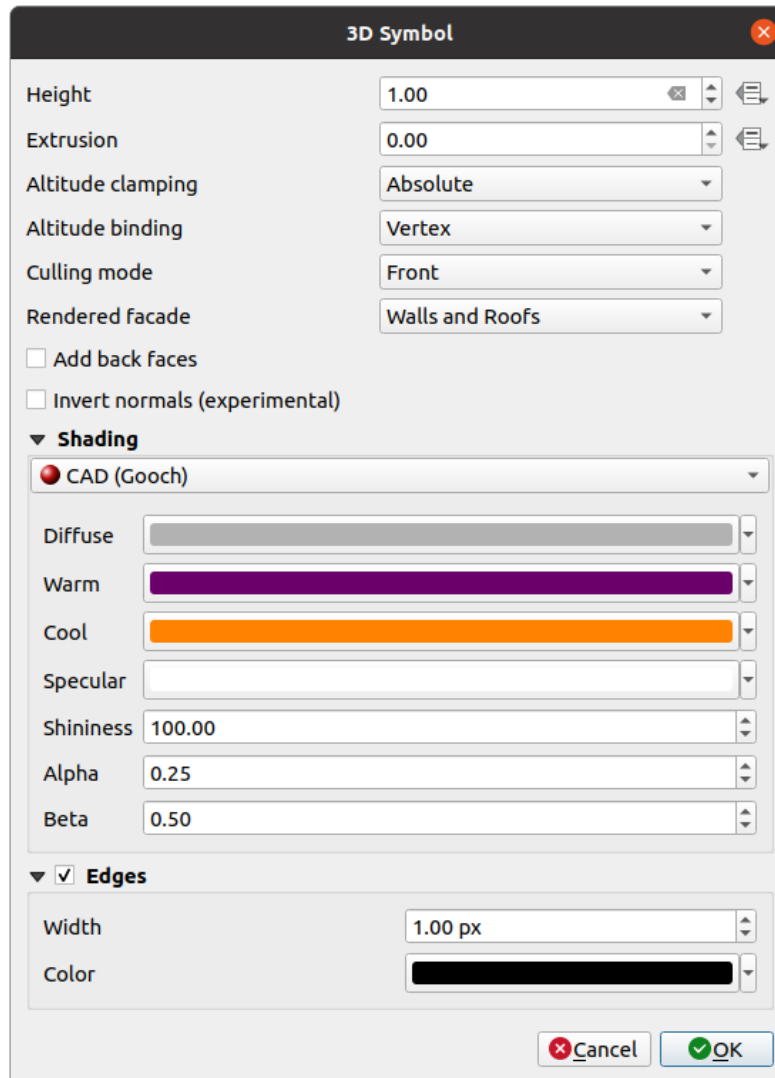 3D Symbol
Height 1.00
Extrusion 0.00
Altitude clamping Absolute
Altitude binding Vertex
Culling mode Front
Rendered facade Walls and Roofs
Add back faces
Invert normals (experimental)
Shading
CAD (Gooch)
Diffuse
Warm
Cool
Specular
Shininess 100.00
Alpha 0.25
Beta 0.50
Edges
Width 1.00 px
Color
Cancel OK